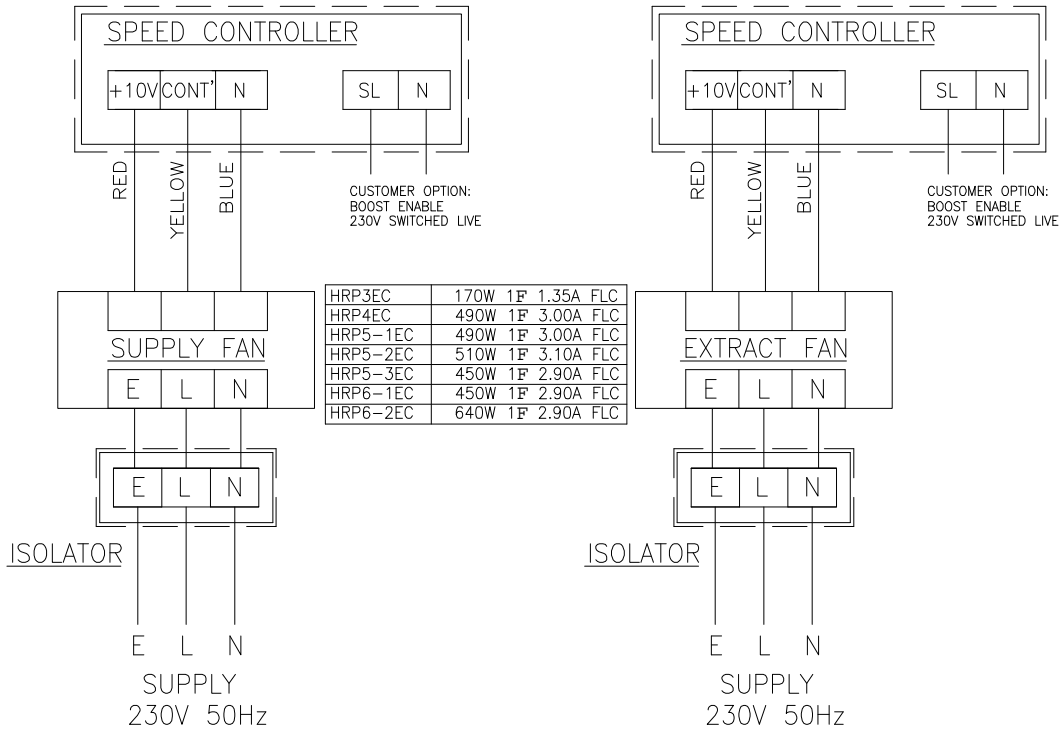 SPEED CONTROLLER
+10V CONT' N
SL N
RED
YELLOW
BLUE
CUSTOMER OPTION:
BOOST ENABLE
230V SWITCHED LIVE
SUPPLY FAN
E L N
E L N
ISOLATOR
E L N
SUPPLY
230V 50Hz
HRP3EC 170W 1F 1.35A FLC
HRP4EC 490W 1F 3.00A FLC
HRP5-1EC 490W 1F 3.00A FLC
HRP5-2EC 510W 1F 3.10A FLC
HRP5-3EC 450W 1F 2.90A FLC
HRP6-1EC 450W 1F 2.90A FLC
HRP6-2EC 640W 1F 2.90A FLC
SPEED CONTROLLER
+10V CONT' N
SL N
RED
YELLOW
BLUE
CUSTOMER OPTION:
BOOST ENABLE
230V SWITCHED LIVE
EXTRACT FAN
E L N
E L N
ISOLATOR
E L N
SUPPLY
230V 50Hz